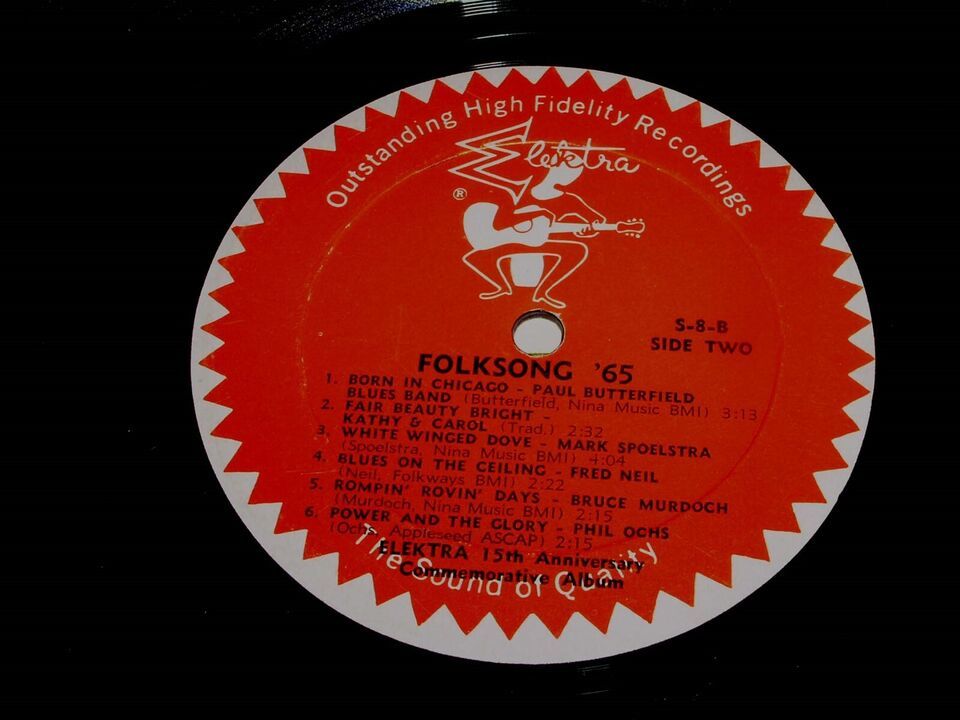 Outstanding High Fidelity Recordings
Elektra
®
S-8-B
SIDE TWO
FOLKSONG '65
1. BORN IN CHICAGO - PAUL BUTTERFIELD
BLUES BAND (Butterfield, Nina Music BMI) 3:13
2. FAIR BEAUTY BRIGHT -
KATHY & CAROL (Trad.) 2:32
3. WHITE WINGED DOVE - MARK SPOELSTRA
(Spoelstra, Nina Music BMI) 4:04
4. BLUES ON THE CEILING - FRED NEIL
(Neil, Folkways BMI) 2:22
5. ROMPIN' ROVIN' DAYS - BRUCE MURDOCH
(Murdoch, Nina Music BMI) 2:15
6. POWER AND THE GLORY - PHIL OCHS
(Ochs, Appleseed ASCAP) 2:15
ELEKTRA 15th Anniversary
Commemorative Album
The Sound of Quality